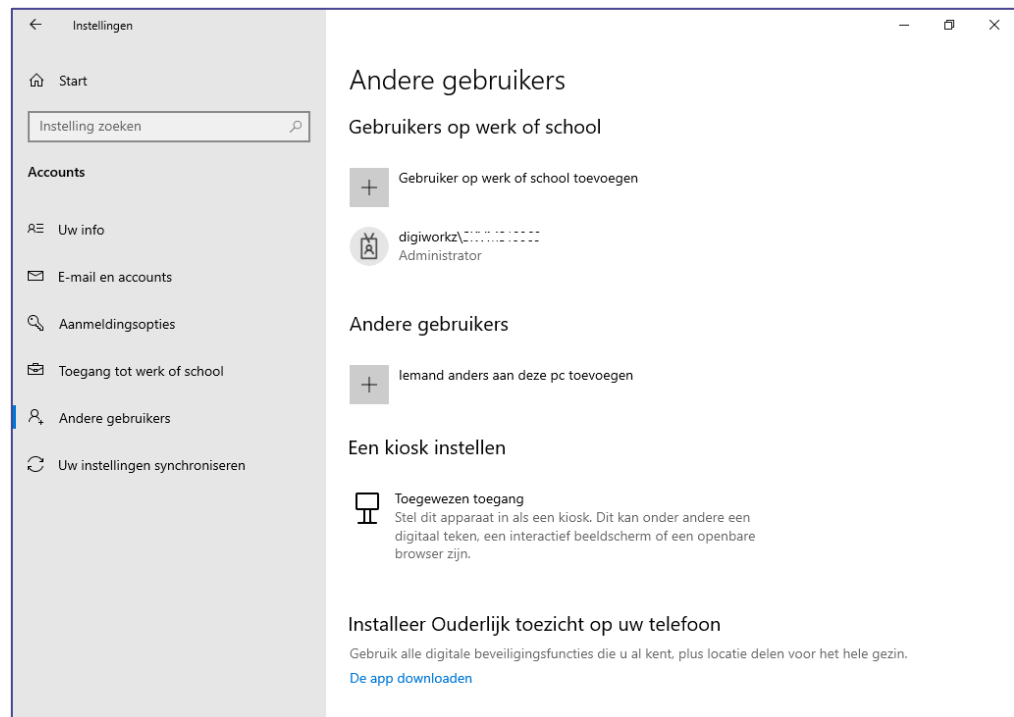 Instellingen
Start
Instelling zoeken
Accounts
Uw info
E-mail en accounts
Aanmeldingsopties
Toegang tot werk of school
Andere gebruikers
Uw instellingen synchroniseren
Andere gebruikers
Gebruikers op werk of school
Gebruiker op werk of school toevoegen
digiworkz\
Administrator
Andere gebruikers
Iemand anders aan deze pc toevoegen
Een kiosk instellen
Toegewezen toegang
Stel dit apparaat in als een kiosk. Dit kan onder andere een
digitaal teken, een interactief beeldscherm of een openbare
browser zijn.
Installeer Ouderlijk toezicht op uw telefoon
Gebruik alle digitale beveiligingsfuncties die u al kent, plus locatie delen voor het hele gezin.
De app downloaden